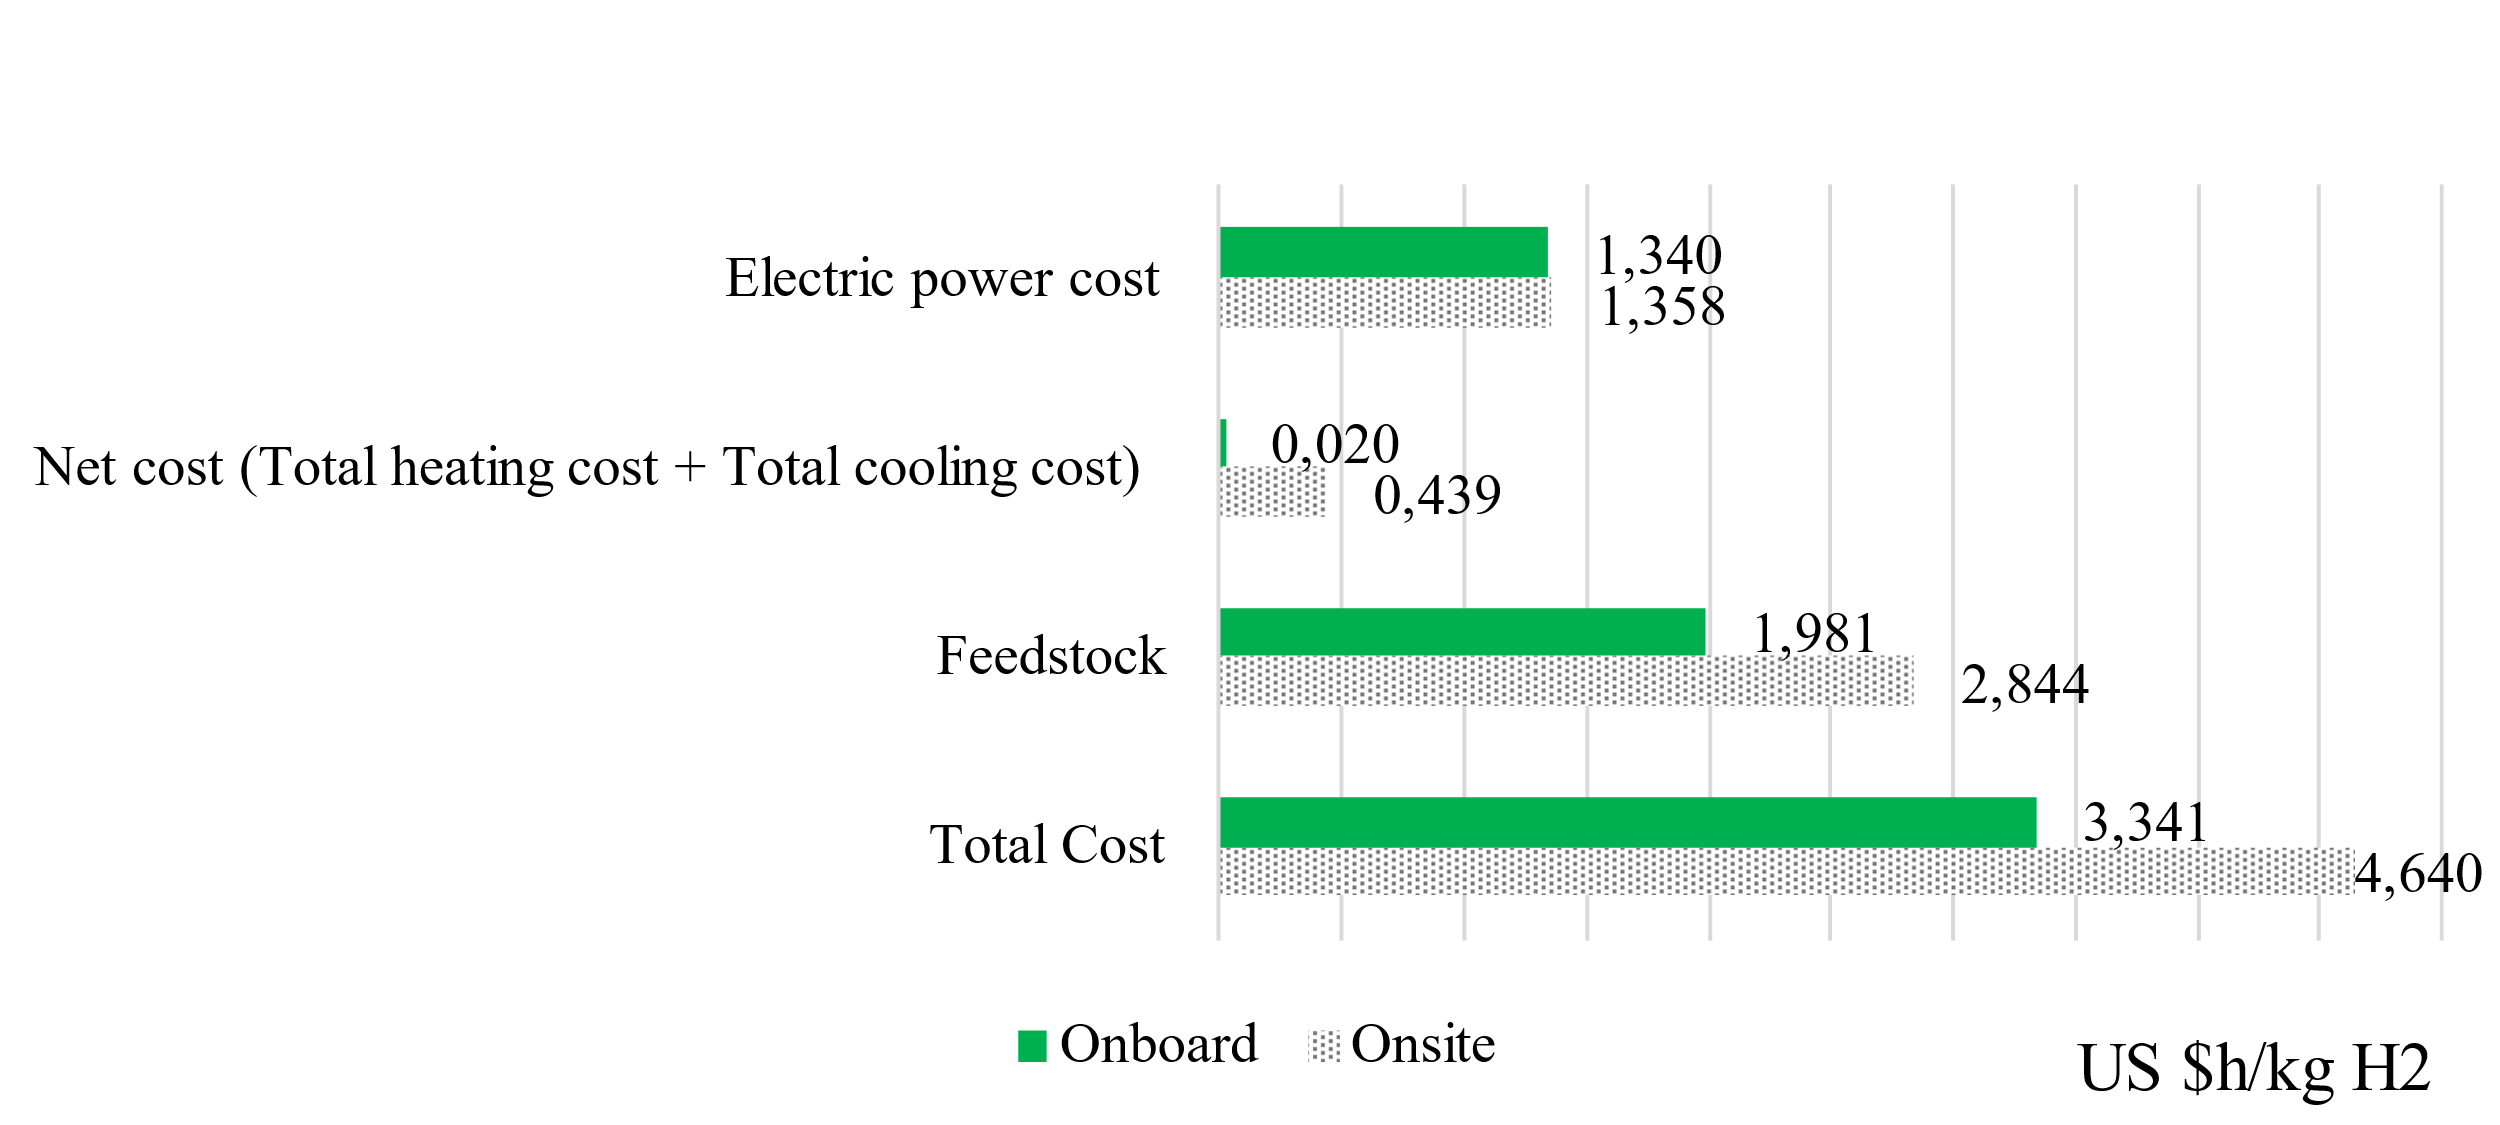 Electric power cost
1,340
1,358
Net cost (Total heating cost + Total cooling cost)
0,020
0,439
Feedstock
1,981
2,844
Total Cost
3,341
4,640
Onboard Onsite
US $h/kg H2